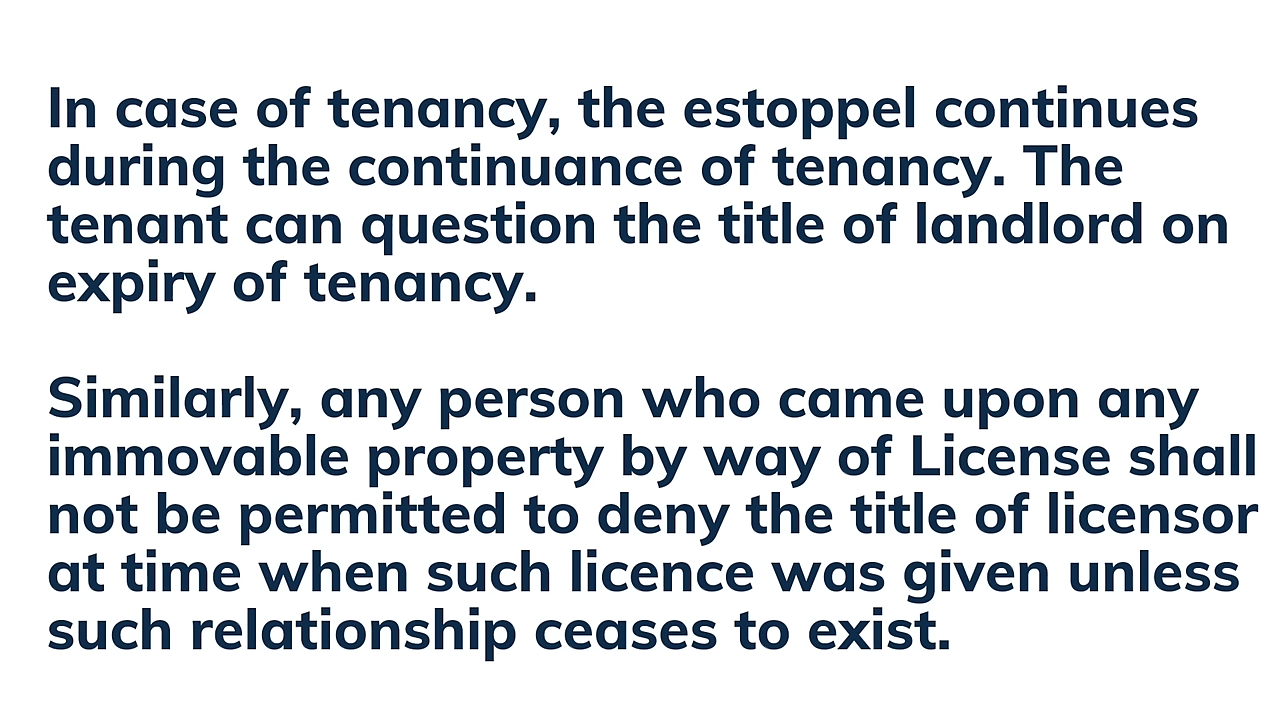 In case of tenancy, the estoppel continues
during the continuance of tenancy. The
tenant can question the title of landlord on
expiry of tenancy.
Similarly, any person who came upon any
immovable property by way of License shall
not be permitted to deny the title of licensor
at time when such licence was given unless
such relationship ceases to exist.